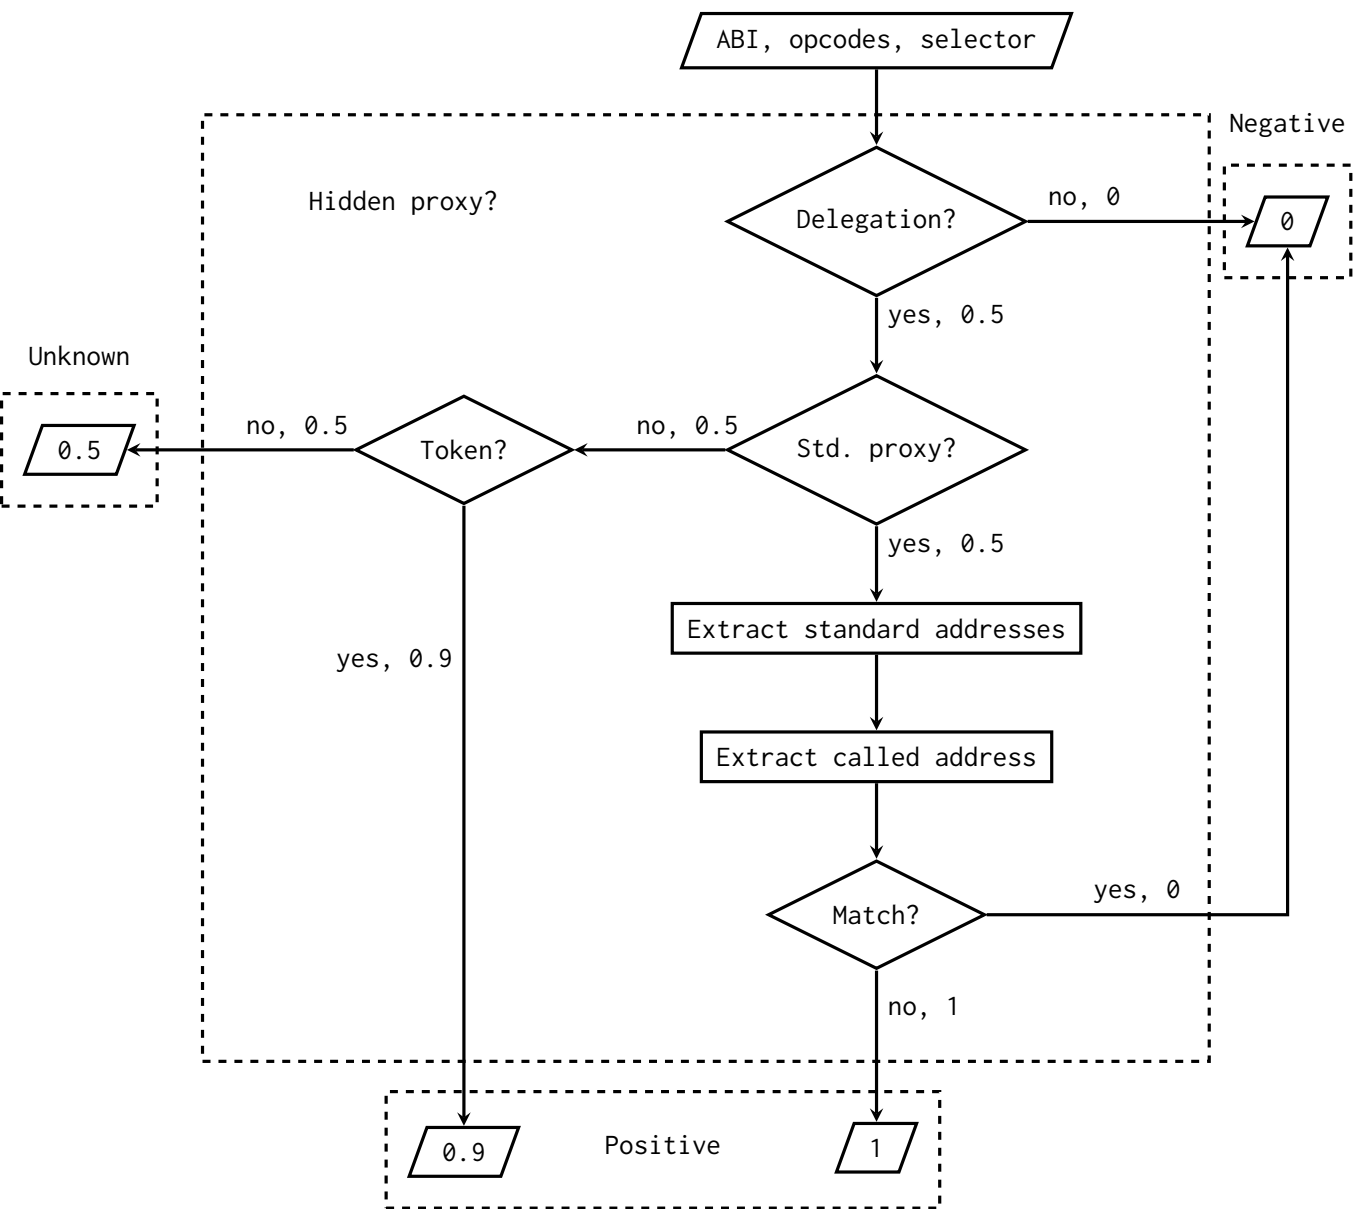 ABI, opcodes, selector
Negative
Hidden proxy?
no, 0
Delegation?
0
yes, 0.5
Unknown
no, 0.5
no, 0.5
0.5
Token?
Std. proxy?
yes, 0.5
Extract standard addresses
yes, 0.9
Extract called address
yes, 0
Match?
no, 1
0.9
Positive
1